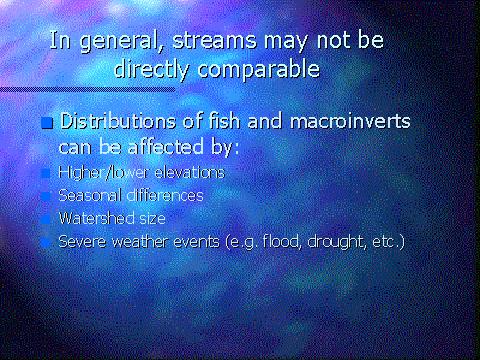 In general, streams may not be
directly comparable
Distributions of fish and macroinverts
can be affected by:
Higher/lower elevations
Seasonal differences
Watershed size
Severe weather events (e.g. flood, drought, etc.)